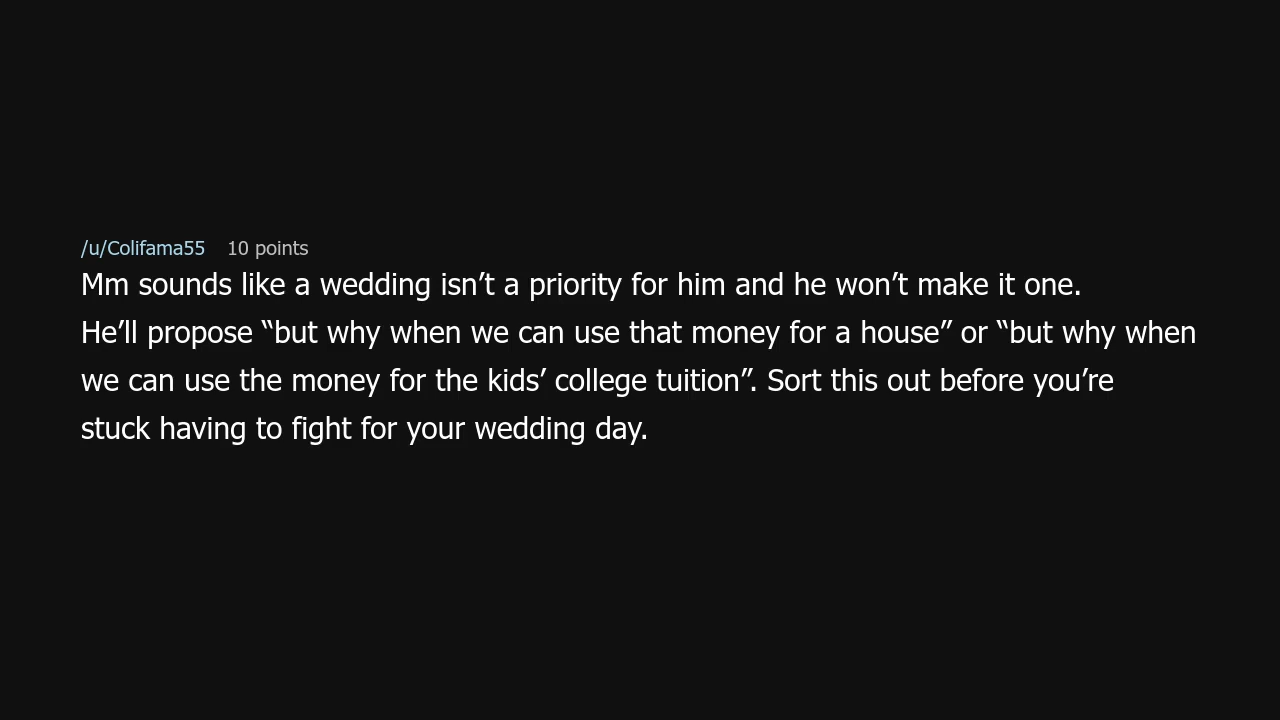 /u/Colifama55 10 points
Mm sounds like a wedding isn’t a priority for him and he won’t make it one.
He’ll propose “but why when we can use that money for a house” or “but why when
we can use the money for the kids’ college tuition”. Sort this out before you’re
stuck having to fight for your wedding day.